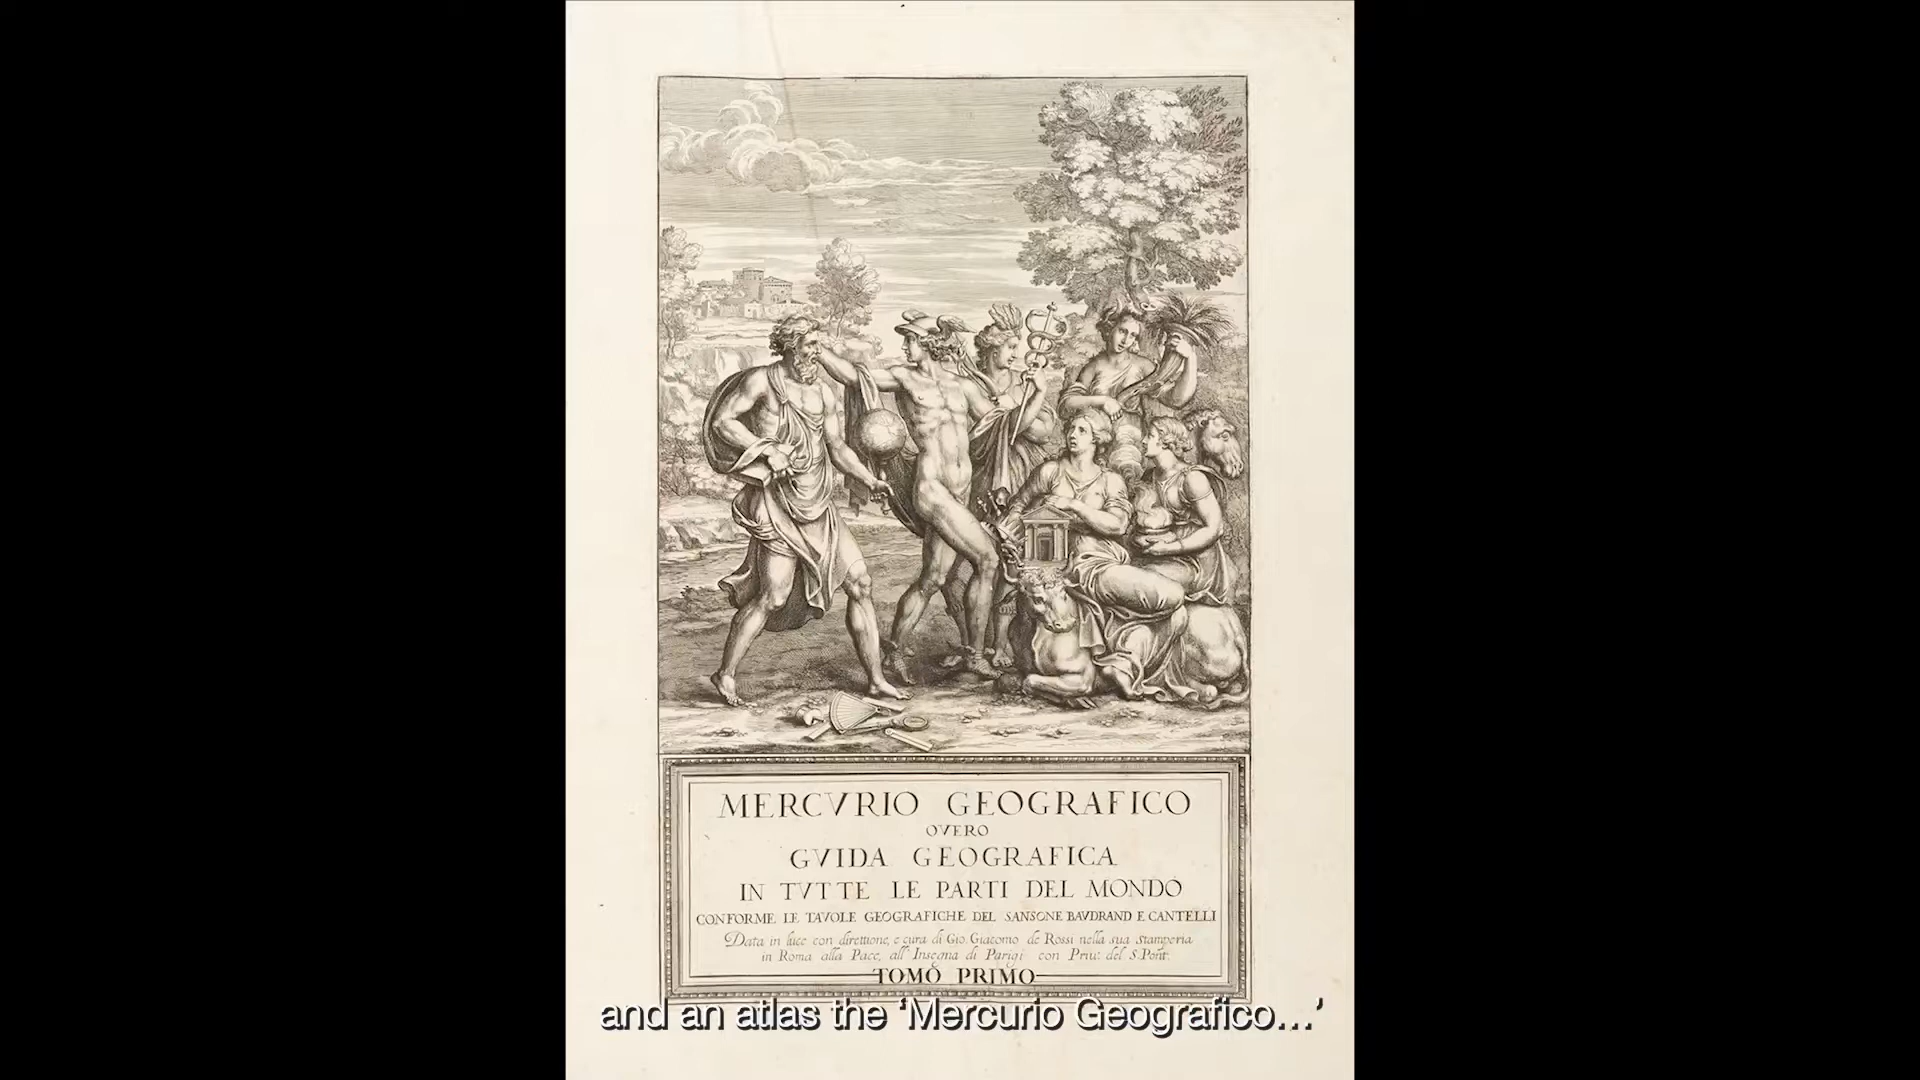 MERCVRIO GEOGRAFICO
OVERO
GVIDA GEOGRAFICA
IN TVTTE LE PARTI DEL MONDO
CONFORME LE TAVOLE GEOGRAFICHE DEL SANSONE BAVDRAND E CANTELLI
Data in luce con direttione, e cura di Gio. Giacomo de Rossi nella sua Stamperia
in Roma alla Pace, all' Insegna di Parigi con Priu. del S. Pont.
TOMO PRIMO
and an atlas the ‘Mercurio Geografico...’